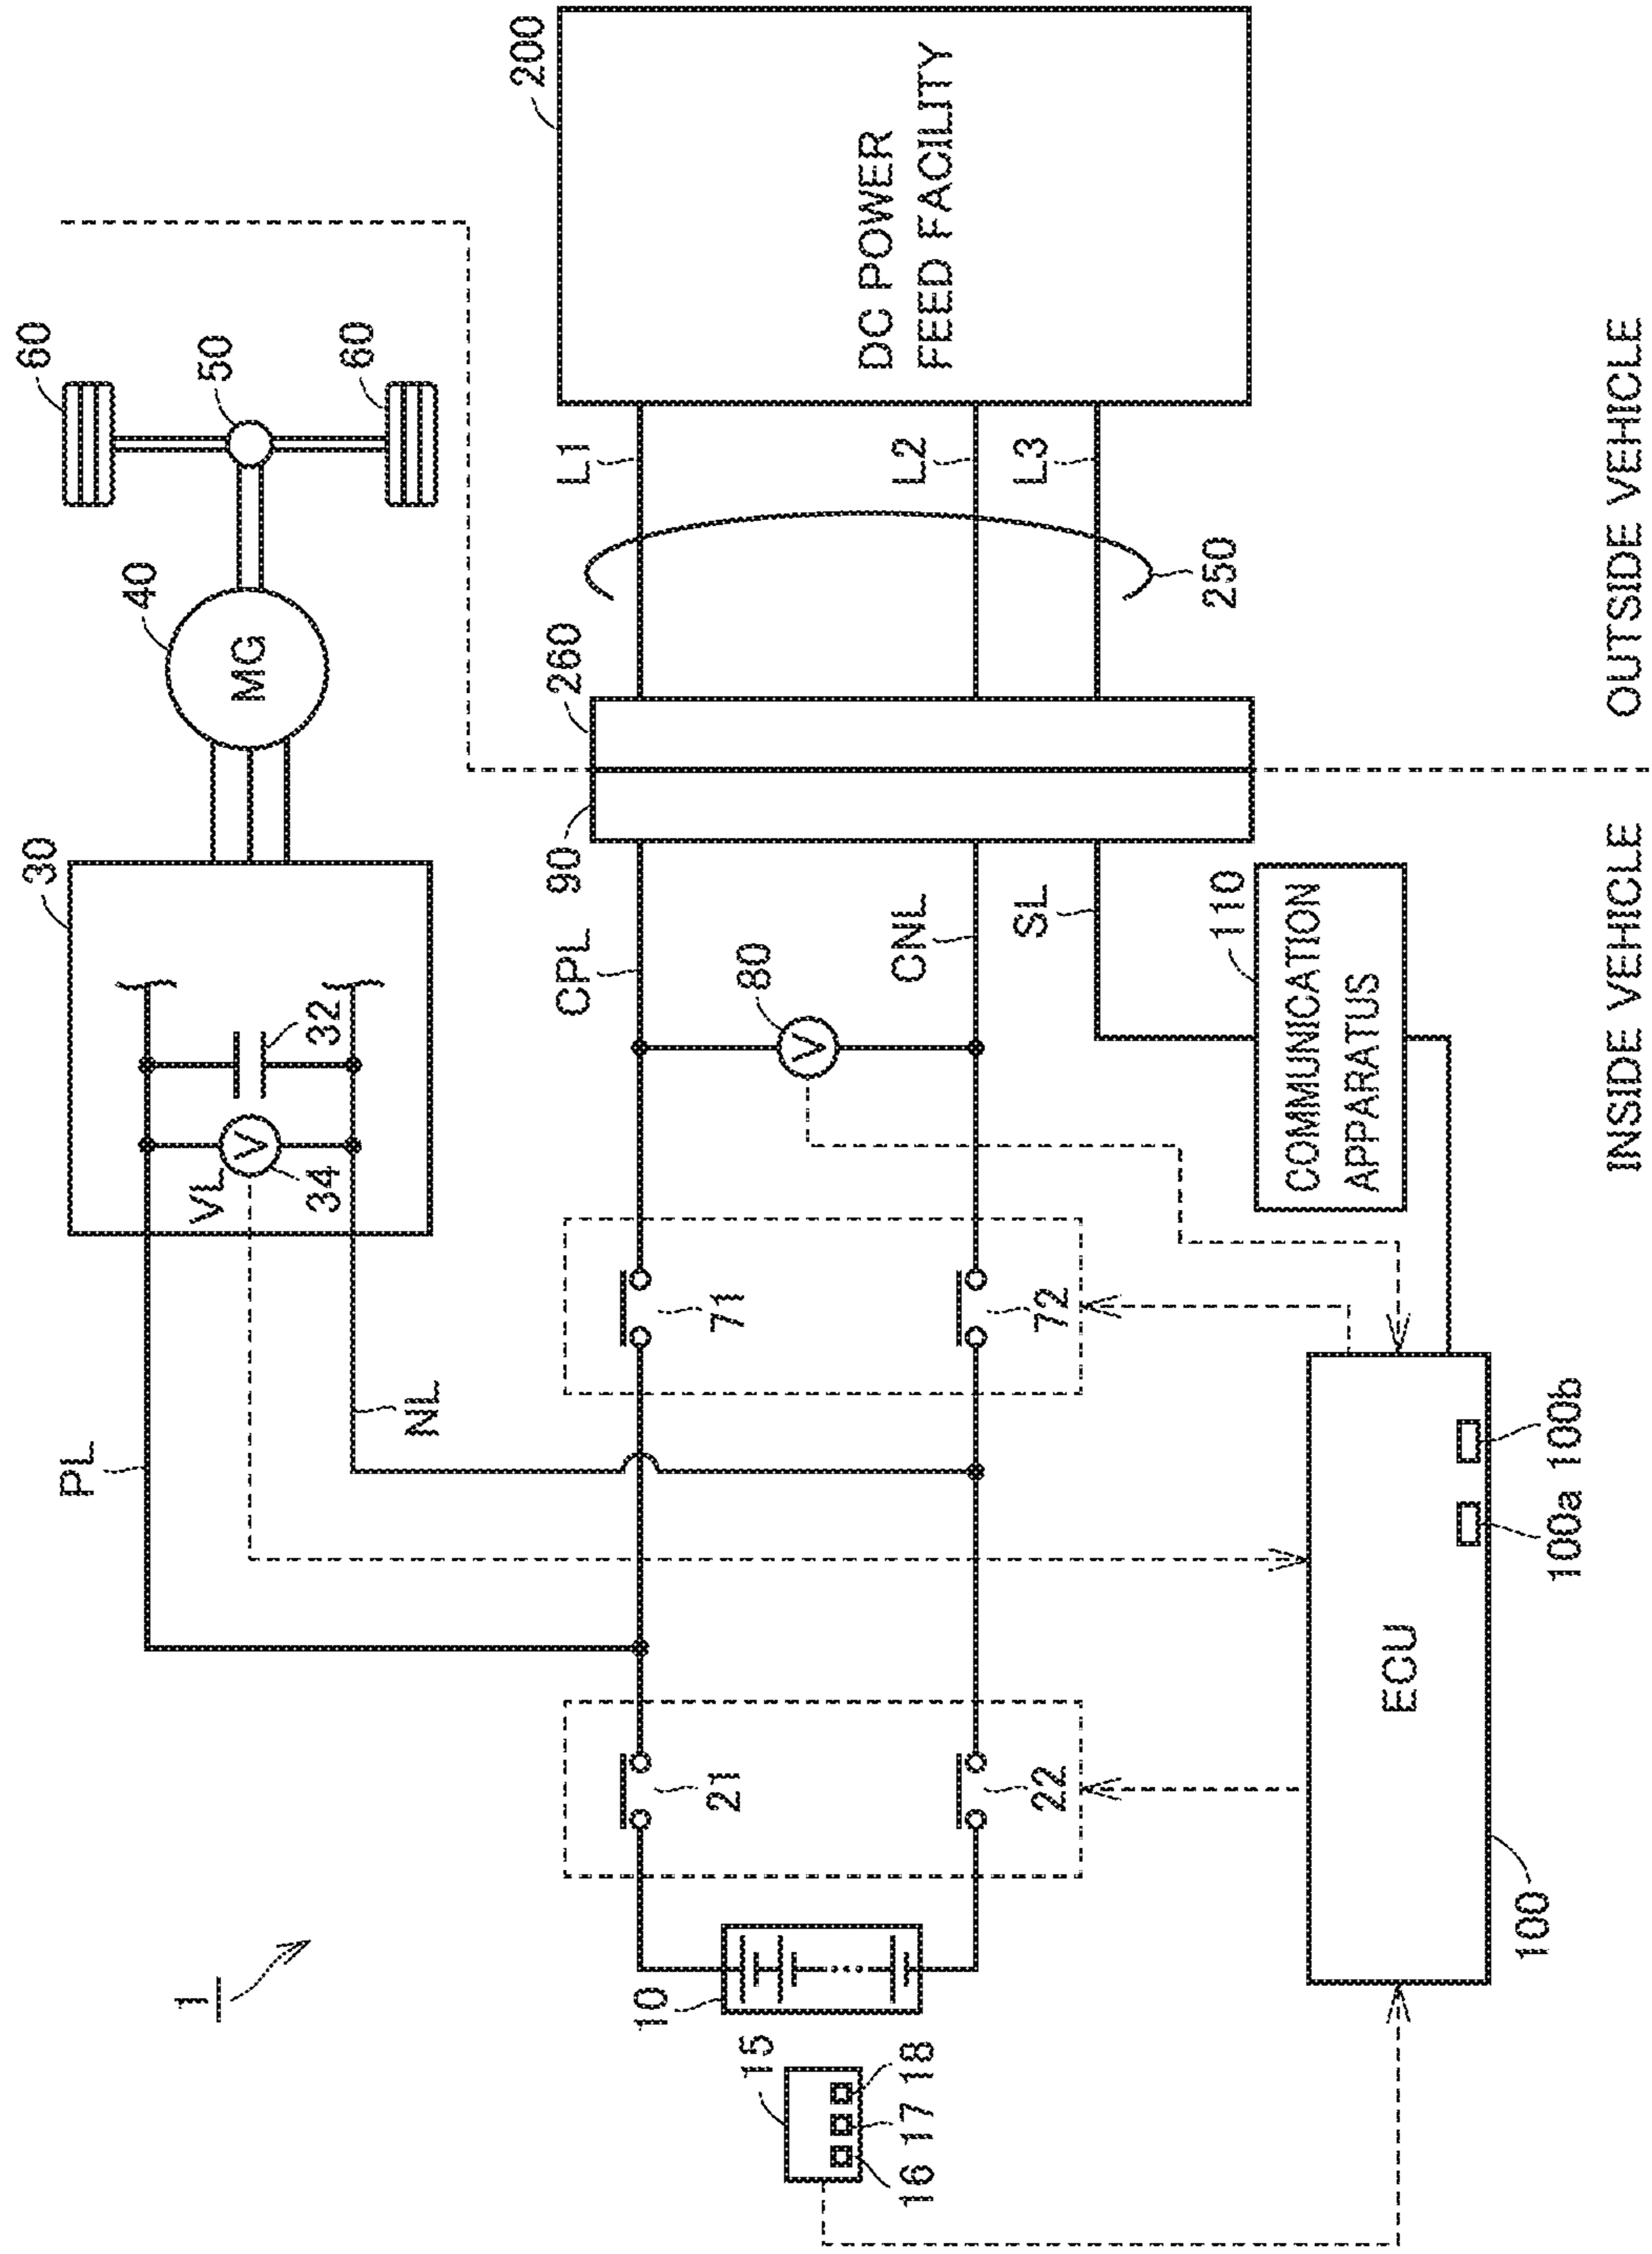 1
PL
NL
30
VL
34
32
40
MG
50
60
60
15
16 17 18
10
21
22
71
72
80
CPL
CNL
SL
90
260
L1
L2
L3
250
200
DC POWER
FEED FACILITY
110
COMMUNICATION
APPARATUS
ECU
100
100a 100b
INSIDE VEHICLE
OUTSIDE VEHICLE